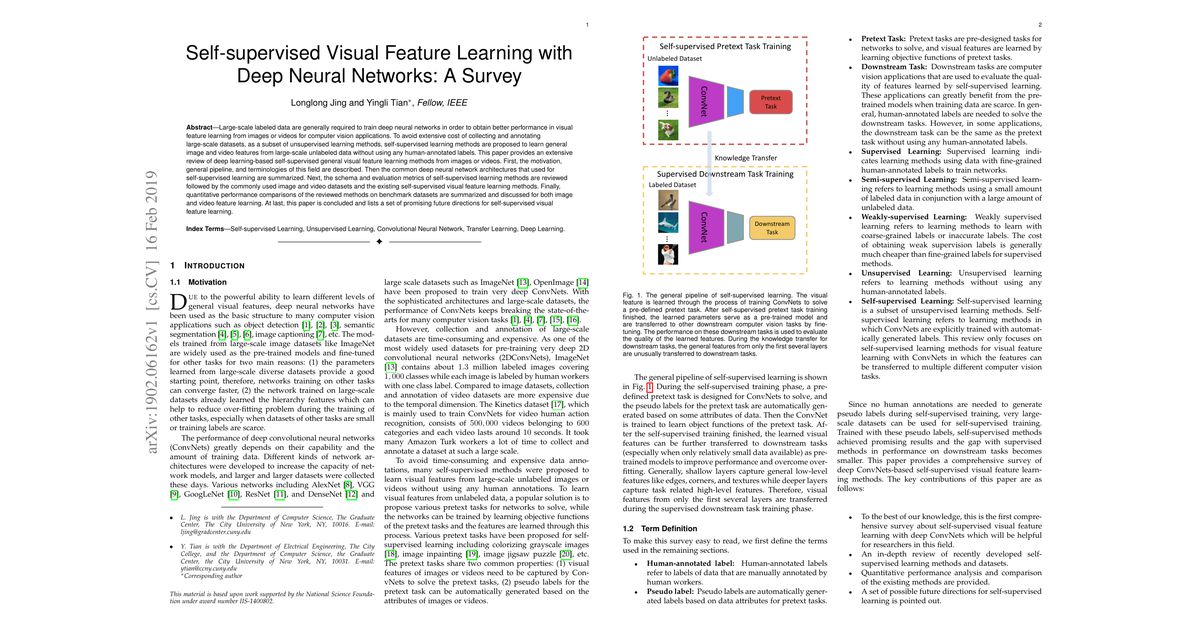 1
Self-supervised Visual Feature Learning with
Deep Neural Networks: A Survey
Longlong Jing and Yingli Tian*, Fellow, IEEE
Abstract—Large-scale labeled data are generally required to train deep neural networks in order to obtain better performance in visual
feature learning from images or videos for computer vision applications. To avoid extensive cost of collecting and annotating
large-scale datasets, as a subset of unsupervised learning methods, self-supervised learning methods are proposed to learn general
image and video features from large-scale unlabeled data without using any human-annotated labels. This paper provides an extensive
review of deep learning-based self-supervised general visual feature learning methods from images or videos. First, the motivation,
general pipeline, and terminologies of this field are described. Then the common deep neural network architectures that used for
self-supervised learning are summarized. Next, the schema and evaluation metrics of self-supervised learning methods are reviewed
followed by the commonly used image and video datasets and the existing self-supervised visual feature learning methods. Finally,
quantitative performance comparisons of the reviewed methods on benchmark datasets are summarized and discussed for both image
and video feature learning. At last, this paper is concluded and lists a set of promising future directions for self-supervised visual
feature learning.
Index Terms—Self-supervised Learning, Unsupervised Learning, Convolutional Neural Network, Transfer Learning, Deep Learning.
arXiv:1902.06162v1 [cs.CV] 16 Feb 2019
1 INTRODUCTION
1.1 Motivation
DUE to the powerful ability to learn different levels of
general visual features, deep neural networks have
been used as the basic structure to many computer vision
applications such as object detection [1], [2], [3], semantic
segmentation [4], [5], [6], image captioning [7], etc. The mod-
els trained from large-scale image datasets like ImageNet
are widely used as the pre-trained models and fine-tuned
for other tasks for two main reasons: (1) the parameters
learned from large-scale diverse datasets provide a good
starting point, therefore, networks training on other tasks
can converge faster, (2) the network trained on large-scale
datasets already learned the hierarchy features which can
help to reduce over-fitting problem during the training of
other tasks, especially when datasets of other tasks are small
or training labels are scarce.
The performance of deep convolutional neural networks
(ConvNets) greatly depends on their capability and the
amount of training data. Different kinds of network ar-
chitectures were developed to increase the capacity of net-
work models, and larger and larger datasets were collected
these days. Various networks including AlexNet [8], VGG
[9], GoogLeNet [10], ResNet [11], and DenseNet [12] and
• L. Jing is with the Department of Computer Science, The Graduate
Center, The City University of New York, NY, 10016. E-mail:
ljing@gradcenter.cuny.edu
• Y. Tian is with the Department of Electrical Engineering, The City
College, and the Department of Computer Science, the Graduate
Center, the City University of New York, NY, 10031. E-mail:
ytian@ccny.cuny.edu
*Corresponding author
This material is based upon work supported by the National Science Founda-
tion under award number IIS-1400802.
large scale datasets such as ImageNet [13], OpenImage [14]
have been proposed to train very deep ConvNets. With
the sophisticated architectures and large-scale datasets, the
performance of ConvNets keeps breaking the state-of-the-
arts for many computer vision tasks [1], [4], [7], [15], [16].
However, collection and annotation of large-scale
datasets are time-consuming and expensive. As one of the
most widely used datasets for pre-training very deep 2D
convolutional neural networks (2DConvNets), ImageNet
[13] contains about 1.3 million labeled images covering
1,000 classes while each image is labeled by human workers
with one class label. Compared to image datasets, collection
and annotation of video datasets are more expensive due
to the temporal dimension. The Kinetics dataset [17], which
is mainly used to train ConvNets for video human action
recognition, consists of 500,000 videos belonging to 600
categories and each video lasts around 10 seconds. It took
many Amazon Turk workers a lot of time to collect and
annotate a dataset at such a large scale.
To avoid time-consuming and expensive data anno-
tations, many self-supervised methods were proposed to
learn visual features from large-scale unlabeled images or
videos without using any human annotations. To learn
visual features from unlabeled data, a popular solution is to
propose various pretext tasks for networks to solve, while
the networks can be trained by learning objective functions
of the pretext tasks and the features are learned through this
process. Various pretext tasks have been proposed for self-
supervised learning including colorizing grayscale images
[18], image inpainting [19], image jigsaw puzzle [20], etc.
The pretext tasks share two common properties: (1) visual
features of images or videos need to be captured by Con-
vNets to solve the pretext tasks, (2) pseudo labels for the
pretext task can be automatically generated based on the
attributes of images or videos.
2
Self-supervised Pretext Task Training
Unlabeled Dataset
ConvNet
Pretext
Task
Knowledge Transfer
Supervised Downstream Task Training
Labeled Dataset
ConvNet
Downstream
Task
Fig. 1. The general pipeline of self-supervised learning. The visual
feature is learned through the process of training ConvNets to solve
a pre-defined pretext task. After self-supervised pretext task training
finished, the learned parameters serve as a pre-trained model and
are transferred to other downstream computer vision tasks by fine-
tuning. The performance on these downstream tasks is used to evaluate
the quality of the learned features. During the knowledge transfer for
downstream tasks, the general features from only the first several layers
are unusually transferred to downstream tasks.
The general pipeline of self-supervised learning is shown
in Fig. 1. During the self-supervised training phase, a pre-
defined pretext task is designed for ConvNets to solve, and
the pseudo labels for the pretext task are automatically gen-
erated based on some attributes of data. Then the ConvNet
is trained to learn object functions of the pretext task. Af-
ter the self-supervised training finished, the learned visual
features can be further transferred to downstream tasks
(especially when only relatively small data available) as pre-
trained models to improve performance and overcome over-
fitting. Generally, shallow layers capture general low-level
features like edges, corners, and textures while deeper layers
capture task related high-level features. Therefore, visual
features from only the first several layers are transferred
during the supervised downstream task training phase.
1.2 Term Definition
To make this survey easy to read, we first define the terms
used in the remaining sections.
• Human-annotated label: Human-annotated labels
refer to labels of data that are manually annotated by
human workers.
• Pseudo label: Pseudo labels are automatically gener-
ated labels based on data attributes for pretext tasks.
• Pretext Task: Pretext tasks are pre-designed tasks for
networks to solve, and visual features are learned by
learning objective functions of pretext tasks.
• Downstream Task: Downstream tasks are computer
vision applications that are used to evaluate the qual-
ity of features learned by self-supervised learning.
These applications can greatly benefit from the pre-
trained models when training data are scarce. In gen-
eral, human-annotated labels are needed to solve the
downstream tasks. However, in some applications,
the downstream task can be the same as the pretext
task without using any human-annotated labels.
• Supervised Learning: Supervised learning indi-
cates learning methods using data with fine-grained
human-annotated labels to train networks.
• Semi-supervised Learning: Semi-supervised learn-
ing refers to learning methods using a small amount
of labeled data in conjunction with a large amount of
unlabeled data.
• Weakly-supervised Learning: Weakly supervised
learning refers to learning methods to learn with
coarse-grained labels or inaccurate labels. The cost
of obtaining weak supervision labels is generally
much cheaper than fine-grained labels for supervised
methods.
• Unsupervised Learning: Unsupervised learning
refers to learning methods without using any
human-annotated labels.
• Self-supervised Learning: Self-supervised learning
is a subset of unsupervised learning methods. Self-
supervised learning refers to learning methods in
which ConvNets are explicitly trained with automat-
ically generated labels. This review only focuses on
self-supervised learning methods for visual feature
learning with ConvNets in which the features can
be transferred to multiple different computer vision
tasks.
Since no human annotations are needed to generate
pseudo labels during self-supervised training, very large-
scale datasets can be used for self-supervised training.
Trained with these pseudo labels, self-supervised methods
achieved promising results and the gap with supervised
methods in performance on downstream tasks becomes
smaller. This paper provides a comprehensive survey of
deep ConvNets-based self-supervised visual feature learn-
ing methods. The key contributions of this paper are as
follows:
• To the best of our knowledge, this is the first compre-
hensive survey about self-supervised visual feature
learning with deep ConvNets which will be helpful
for researchers in this field.
• An in-depth review of recently developed self-
supervised learning methods and datasets.
• Quantitative performance analysis and comparison
of the existing methods are provided.
• A set of possible future directions for self-supervised
learning is pointed out.